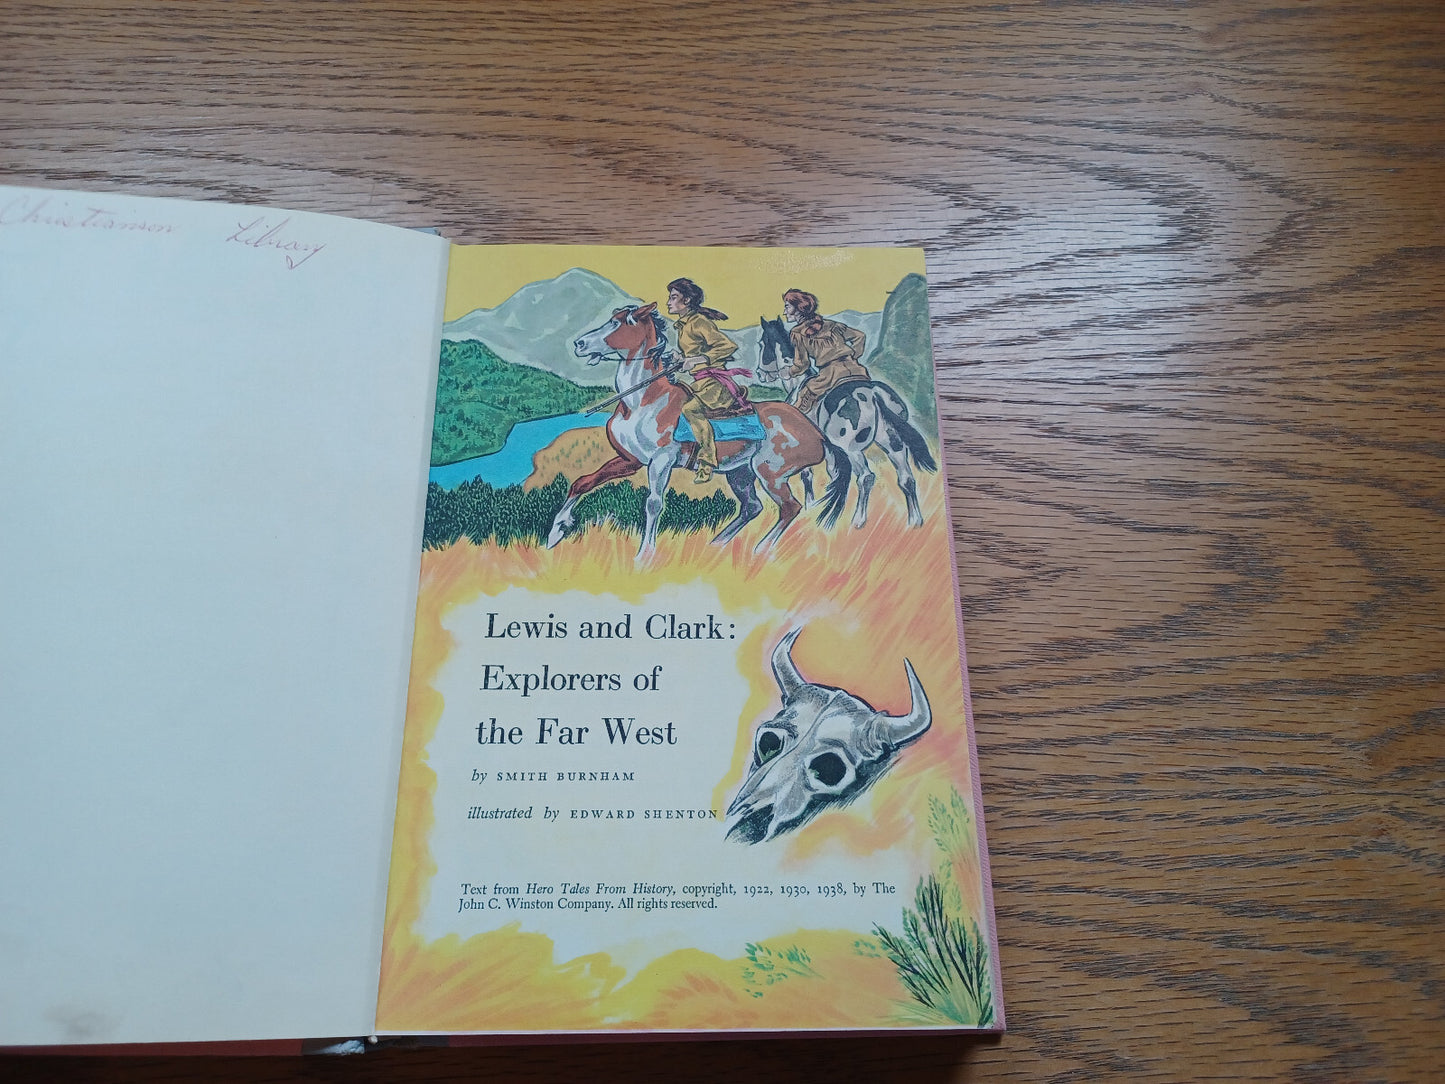 Christianson Library
Lewis and Clark:
Explorers of
the Far West
by SMITH BURNHAM
illustrated by EDWARD SHENTON
Text from Hero Tales From History, copyright, 1922, 1930, 1938, by The
John C. Winston Company. All rights reserved.